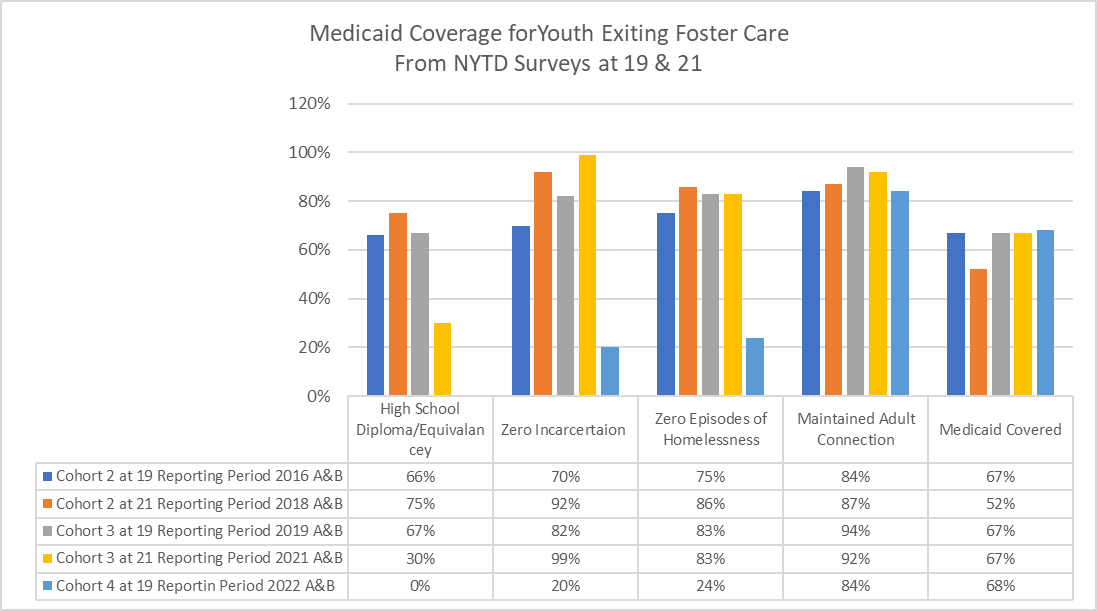 Medicaid Coverage forYouth Exiting Foster Care
From NYTD Surveys at 19 & 21
120%
100%
80%
60%
40%
20%
0%
High School
Diploma/Equivalan
cey
Zero Incarcertaion
Zero Episodes of
Homelessness
Maintained Adult
Connection
Medicaid Covered
Cohort 2 at 19 Reporting Period 2016 A&B 66% 70% 75% 84% 67%
Cohort 2 at 21 Reporting Period 2018 A&B 75% 92% 86% 87% 52%
Cohort 3 at 19 Reporting Period 2019 A&B 67% 82% 83% 94% 67%
Cohort 3 at 21 Reporting Period 2021 A&B 30% 99% 83% 92% 67%
Cohort 4 at 19 Reportin Period 2022 A&B 0% 20% 24% 84% 68%